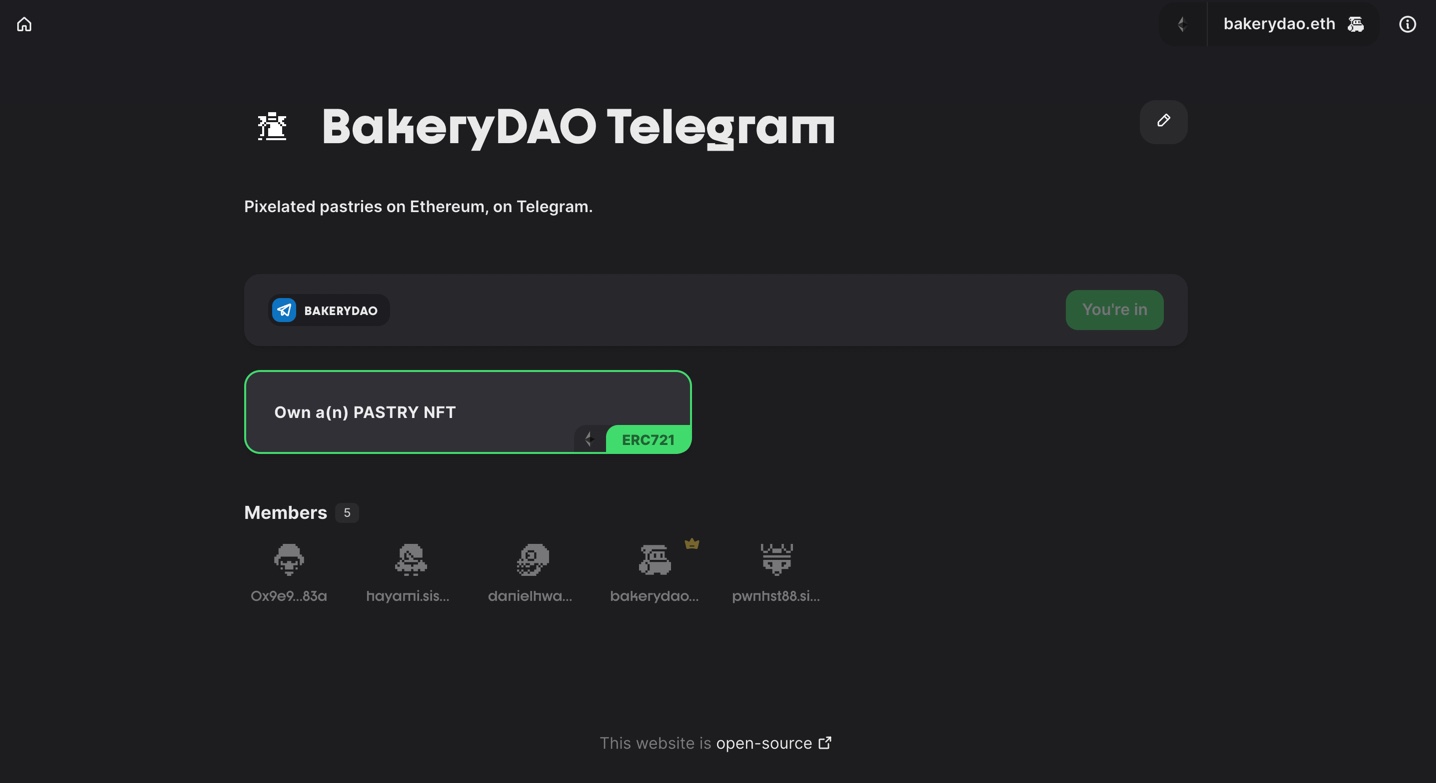 bakerydao.eth
BakeryDAO Telegram
Pixelated pastries on Ethereum, on Telegram.
BAKERYDAO
You're in
Own a(n) PASTRY NFT
ERC721
Members 5
0x9e9...83a hayami.sis... danielhwa... bakerydao... pwnhst88.si...
This website is open-source